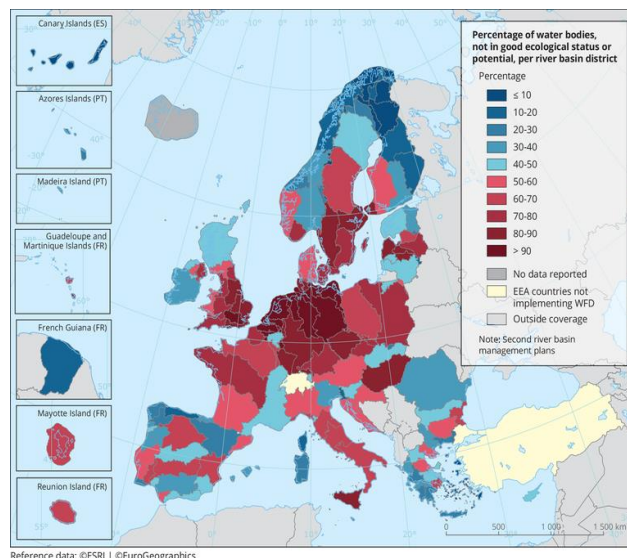 Canary Islands (ES)
Azores Islands (PT)
Madeira Island (PT)
Guadeloupe and
Martinique Islands (FR)
French Guiana (FR)
Mayotte Island (FR)
Reunion Island (FR)
Percentage of water bodies,
not in good ecological status or
potential, per river basin district
Percentage
≤ 10
10-20
20-30
30-40
40-50
50-60
60-70
70-80
80-90
> 90
No data reported
EEA countries not
implementing WFD
Outside coverage
Note: Second river basin
management plans
0 500 1 000 1 500 km
Reference data: ©ESRI | ©EuroGeographics